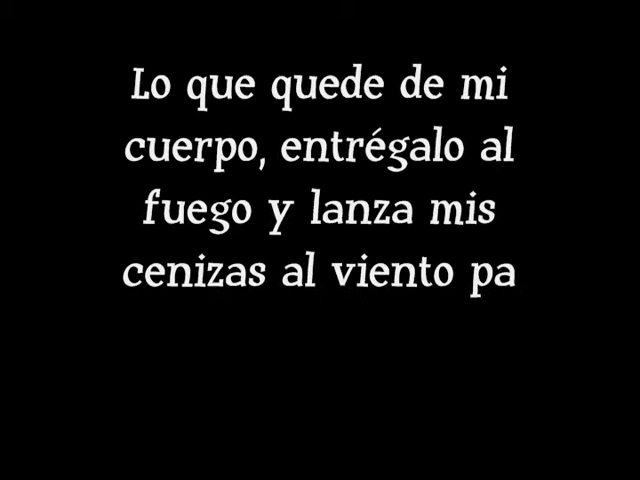 Lo que quede de mi
cuerpo, entrégalo al
fuego y lanza mis
cenizas al viento pa